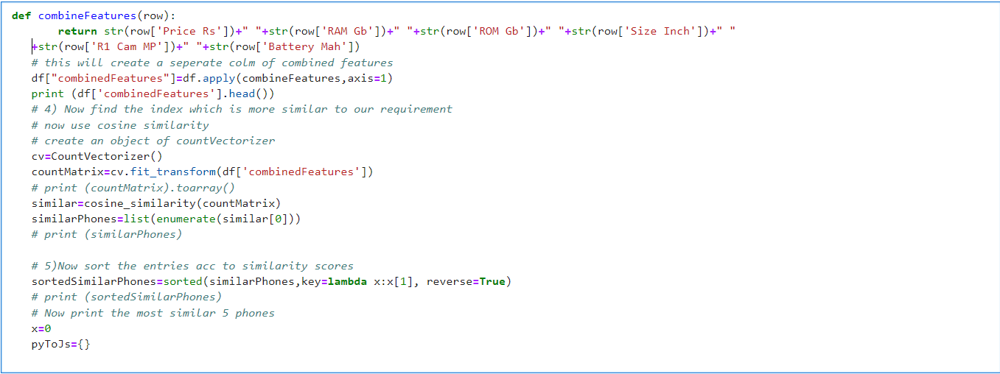 def combineFeatures(row):
return str(row['Price Rs'])+" "+str(row['RAM Gb'])+" "+str(row['ROM Gb'])+" "+str(row['Size Inch'])+" "
+str(row['R1 Cam MP'])+" "+str(row['Battery Mah'])
# this will create a seperate colm of combined features
df["combinedFeatures"]=df.apply(combineFeatures,axis=1)
print (df['combinedFeatures'].head())
# 4) Now find the index which is more similar to our requirement
# now use cosine similarity
# create an object of countVectorizer
cv=CountVectorizer()
countMatrix=cv.fit_transform(df['combinedFeatures'])
# print (countMatrix).toarray()
similar=cosine_similarity(countMatrix)
similarPhones=list(enumerate(similar[0]))
# print (similarPhones)
# 5)Now sort the entries acc to similarity scores
sortedSimilarPhones=sorted(similarPhones,key=lambda x:x[1], reverse=True)
# print (sortedSimilarPhones)
# Now print the most similar 5 phones
x=0
pyToJs={}